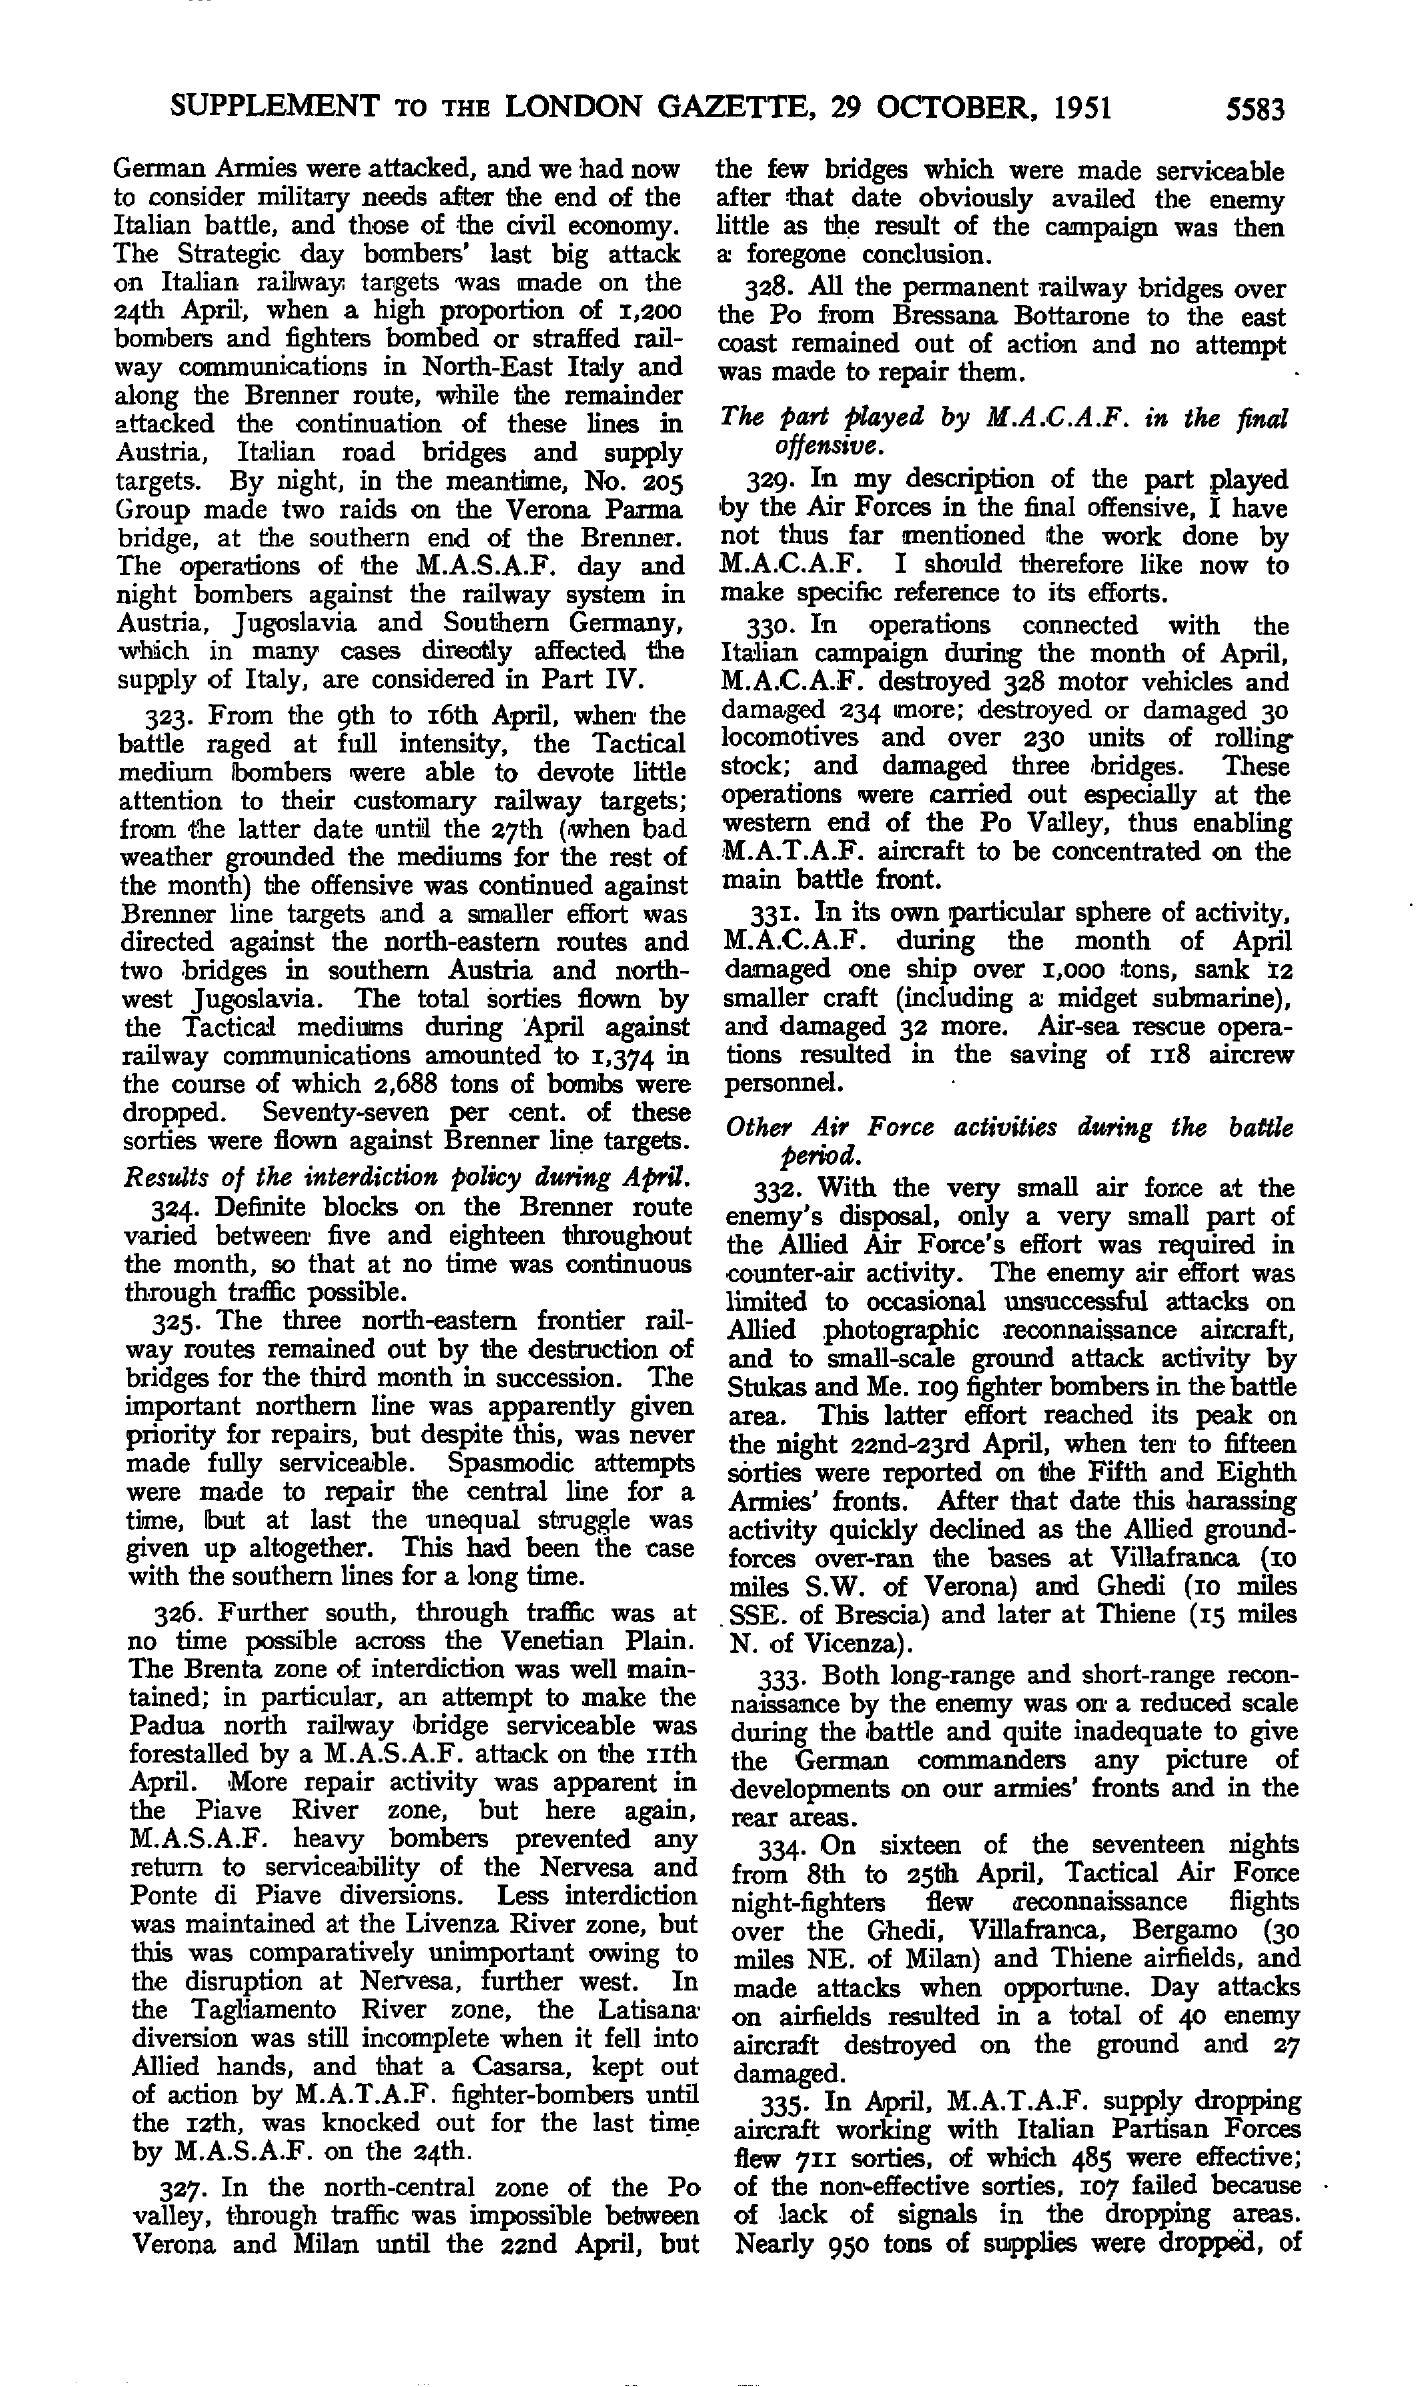 SUPPLEMENT TO THE LONDON GAZETTE, 29 OCTOBER, 1951 5583
German Armies were attacked, and we had now
to consider military needs after the end of the
Italian battle, and those of the civil economy.
The Strategic day bombers' last big attack
on Italian railway targets was made on the
24th April, when a high proportion of 1,200
bombers and fighters bombed or straffed rail-
way communications in North-East Italy and
along the Brenner route, while the remainder
attacked the continuation of these lines in
Austria, Italian road bridges and supply
targets. By night, in the meantime, No. 205
Group made two raids on the Verona Parma
bridge, at the southern end of the Brenner.
The operations of the M.A.S.A.F. day and
night bombers against the railway system in
Austria, Jugoslavia and Southern Germany,
which in many cases directly affected the
supply of Italy, are considered in Part IV.
323. From the 9th to 16th April, when the
battle raged at full intensity, the Tactical
medium bombers were able to devote little
attention to their customary railway targets;
from the latter date until the 27th (when bad
weather grounded the mediums for the rest of
the month) the offensive was continued against
Brenner line targets and a smaller effort was
directed against the north-eastern routes and
two bridges in southern Austria and north-
west Jugoslavia. The total sorties flown by
the Tactical mediums during April against
railway communications amounted to 1,374 in
the course of which 2,688 tons of bombs were
dropped. Seventy-seven per cent. of these
sorties were flown against Brenner line targets.
Results of the interdiction policy during April.
324. Definite blocks on the Brenner route
varied between five and eighteen throughout
the month, so that at no time was continuous
through traffic possible.
325. The three north-eastern frontier rail-
way routes remained out by the destruction of
bridges for the third month in succession. The
important northern line was apparently given
priority for repairs, but despite this, was never
made fully serviceable. Spasmodic attempts
were made to repair the central line for a
time, but at last the unequal struggle was
given up altogether. This had been the case
with the southern lines for a long time.
326. Further south, through traffic was at
no time possible across the Venetian Plain.
The Brenta zone of interdiction was well main-
tained; in particular, an attempt to make the
Padua north railway bridge serviceable was
forestalled by a M.A.S.A.F. attack on the 11th
April. More repair activity was apparent in
the Piave River zone, but here again,
M.A.S.A.F. heavy bombers prevented any
return to serviceability of the Nervesa and
Ponte di Piave diversions. Less interdiction
was maintained at the Livenza River zone, but
this was comparatively unimportant owing to
the disruption at Nervesa, further west. In
the Tagliamento River zone, the Latisana
diversion was still incomplete when it fell into
Allied hands, and that a Casarsa, kept out
of action by M.A.T.A.F. fighter-bombers until
the 12th, was knocked out for the last time
by M.A.S.A.F. on the 24th.
327. In the north-central zone of the Po
valley, through traffic was impossible between
Verona and Milan until the 22nd April, but
the few bridges which were made serviceable
after that date obviously availed the enemy
little as the result of the campaign was then
a foregone conclusion.
328. All the permanent railway bridges over
the Po from Bressana Bottarone to the east
coast remained out of action and no attempt
was made to repair them.
The part played by M.A.C.A.F. in the final
offensive.
329. In my description of the part played
by the Air Forces in the final offensive, I have
not thus far mentioned the work done by
M.A.C.A.F. I should therefore like now to
make specific reference to its efforts.
330. In operations connected with the
Italian campaign during the month of April,
M.A.C.A.F. destroyed 328 motor vehicles and
damaged 234 more; destroyed or damaged 30
locomotives and over 230 units of rolling
stock; and damaged three bridges. These
operations were carried out especially at the
western end of the Po Valley, thus enabling
M.A.T.A.F. aircraft to be concentrated on the
main battle front.
331. In its own particular sphere of activity,
M.A.C.A.F. during the month of April
damaged one ship over 1,000 tons, sank 12
smaller craft (including a midget submarine),
and damaged 32 more. Air-sea rescue opera-
tions resulted in the saving of 118 aircrew
personnel.
Other Air Force activities during the battle
period.
332. With the very small air force at the
enemy's disposal, only a very small part of
the Allied Air Force's effort was required in
counter-air activity. The enemy air effort was
limited to occasional unsuccessful attacks on
Allied photographic reconnaissance aircraft,
and to small-scale ground attack activity by
Stukas and Me. 109 fighter bombers in the battle
area. This latter effort reached its peak on
the night 22nd-23rd April, when ten to fifteen
sorties were reported on the Fifth and Eighth
Armies' fronts. After that date this harassing
activity quickly declined as the Allied ground-
forces over-ran the bases at Villafranca (10
miles S.W. of Verona) and Ghedi (10 miles
SSE. of Brescia) and later at Thiene (15 miles
N. of Vicenza).
333. Both long-range and short-range recon-
naissance by the enemy was on a reduced scale
during the battle and quite inadequate to give
the German commanders any picture of
developments on our armies' fronts and in the
rear areas.
334. On sixteen of the seventeen nights
from 8th to 25th April, Tactical Air Force
night-fighters flew reconnaissance flights
over the Ghedi, Villafranca, Bergamo (30
miles NE. of Milan) and Thiene airfields, and
made attacks when opportune. Day attacks
on airfields resulted in a total of 40 enemy
aircraft destroyed on the ground and 27
damaged.
335. In April, M.A.T.A.F. supply dropping
aircraft working with Italian Partisan Forces
flew 711 sorties, of which 485 were effective;
of the non-effective sorties, 107 failed because
of lack of signals in the dropping areas.
Nearly 950 tons of supplies were dropped, of